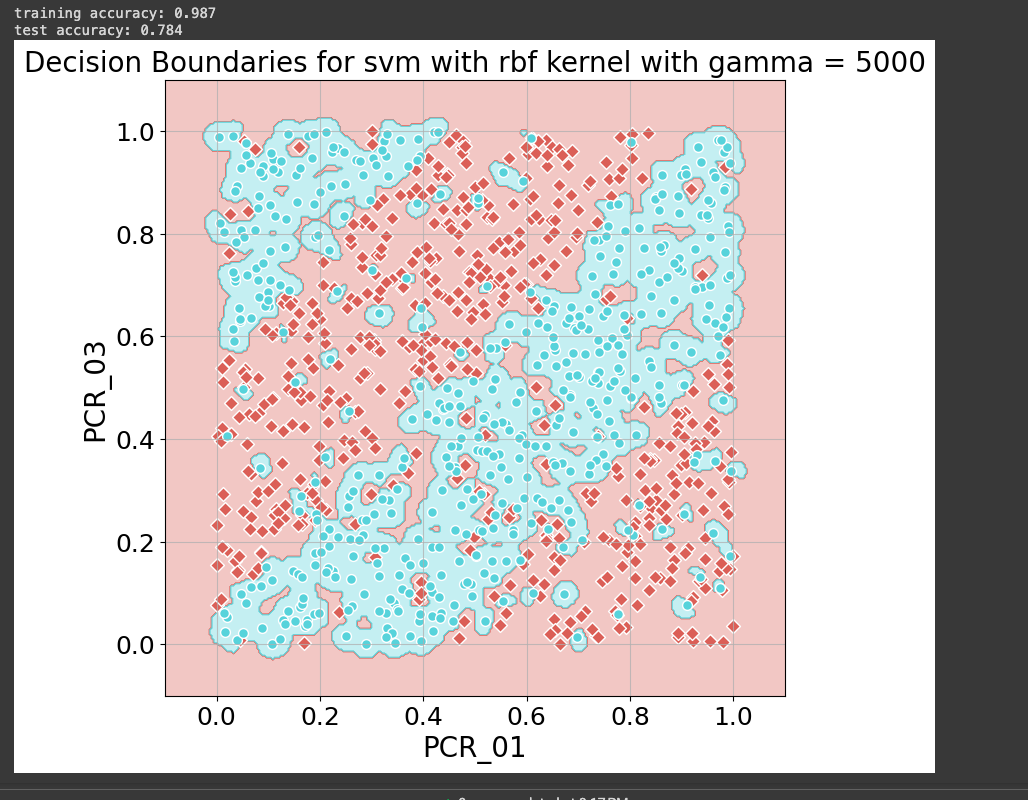 training accuracy: 0.987
test accuracy: 0.784
Decision Boundaries for svm with rbf kernel with gamma = 5000
1.0
0.8
0.6
0.4
0.2
0.0
PCR_03
0.0 0.2 0.4 0.6 0.8 1.0
PCR_01